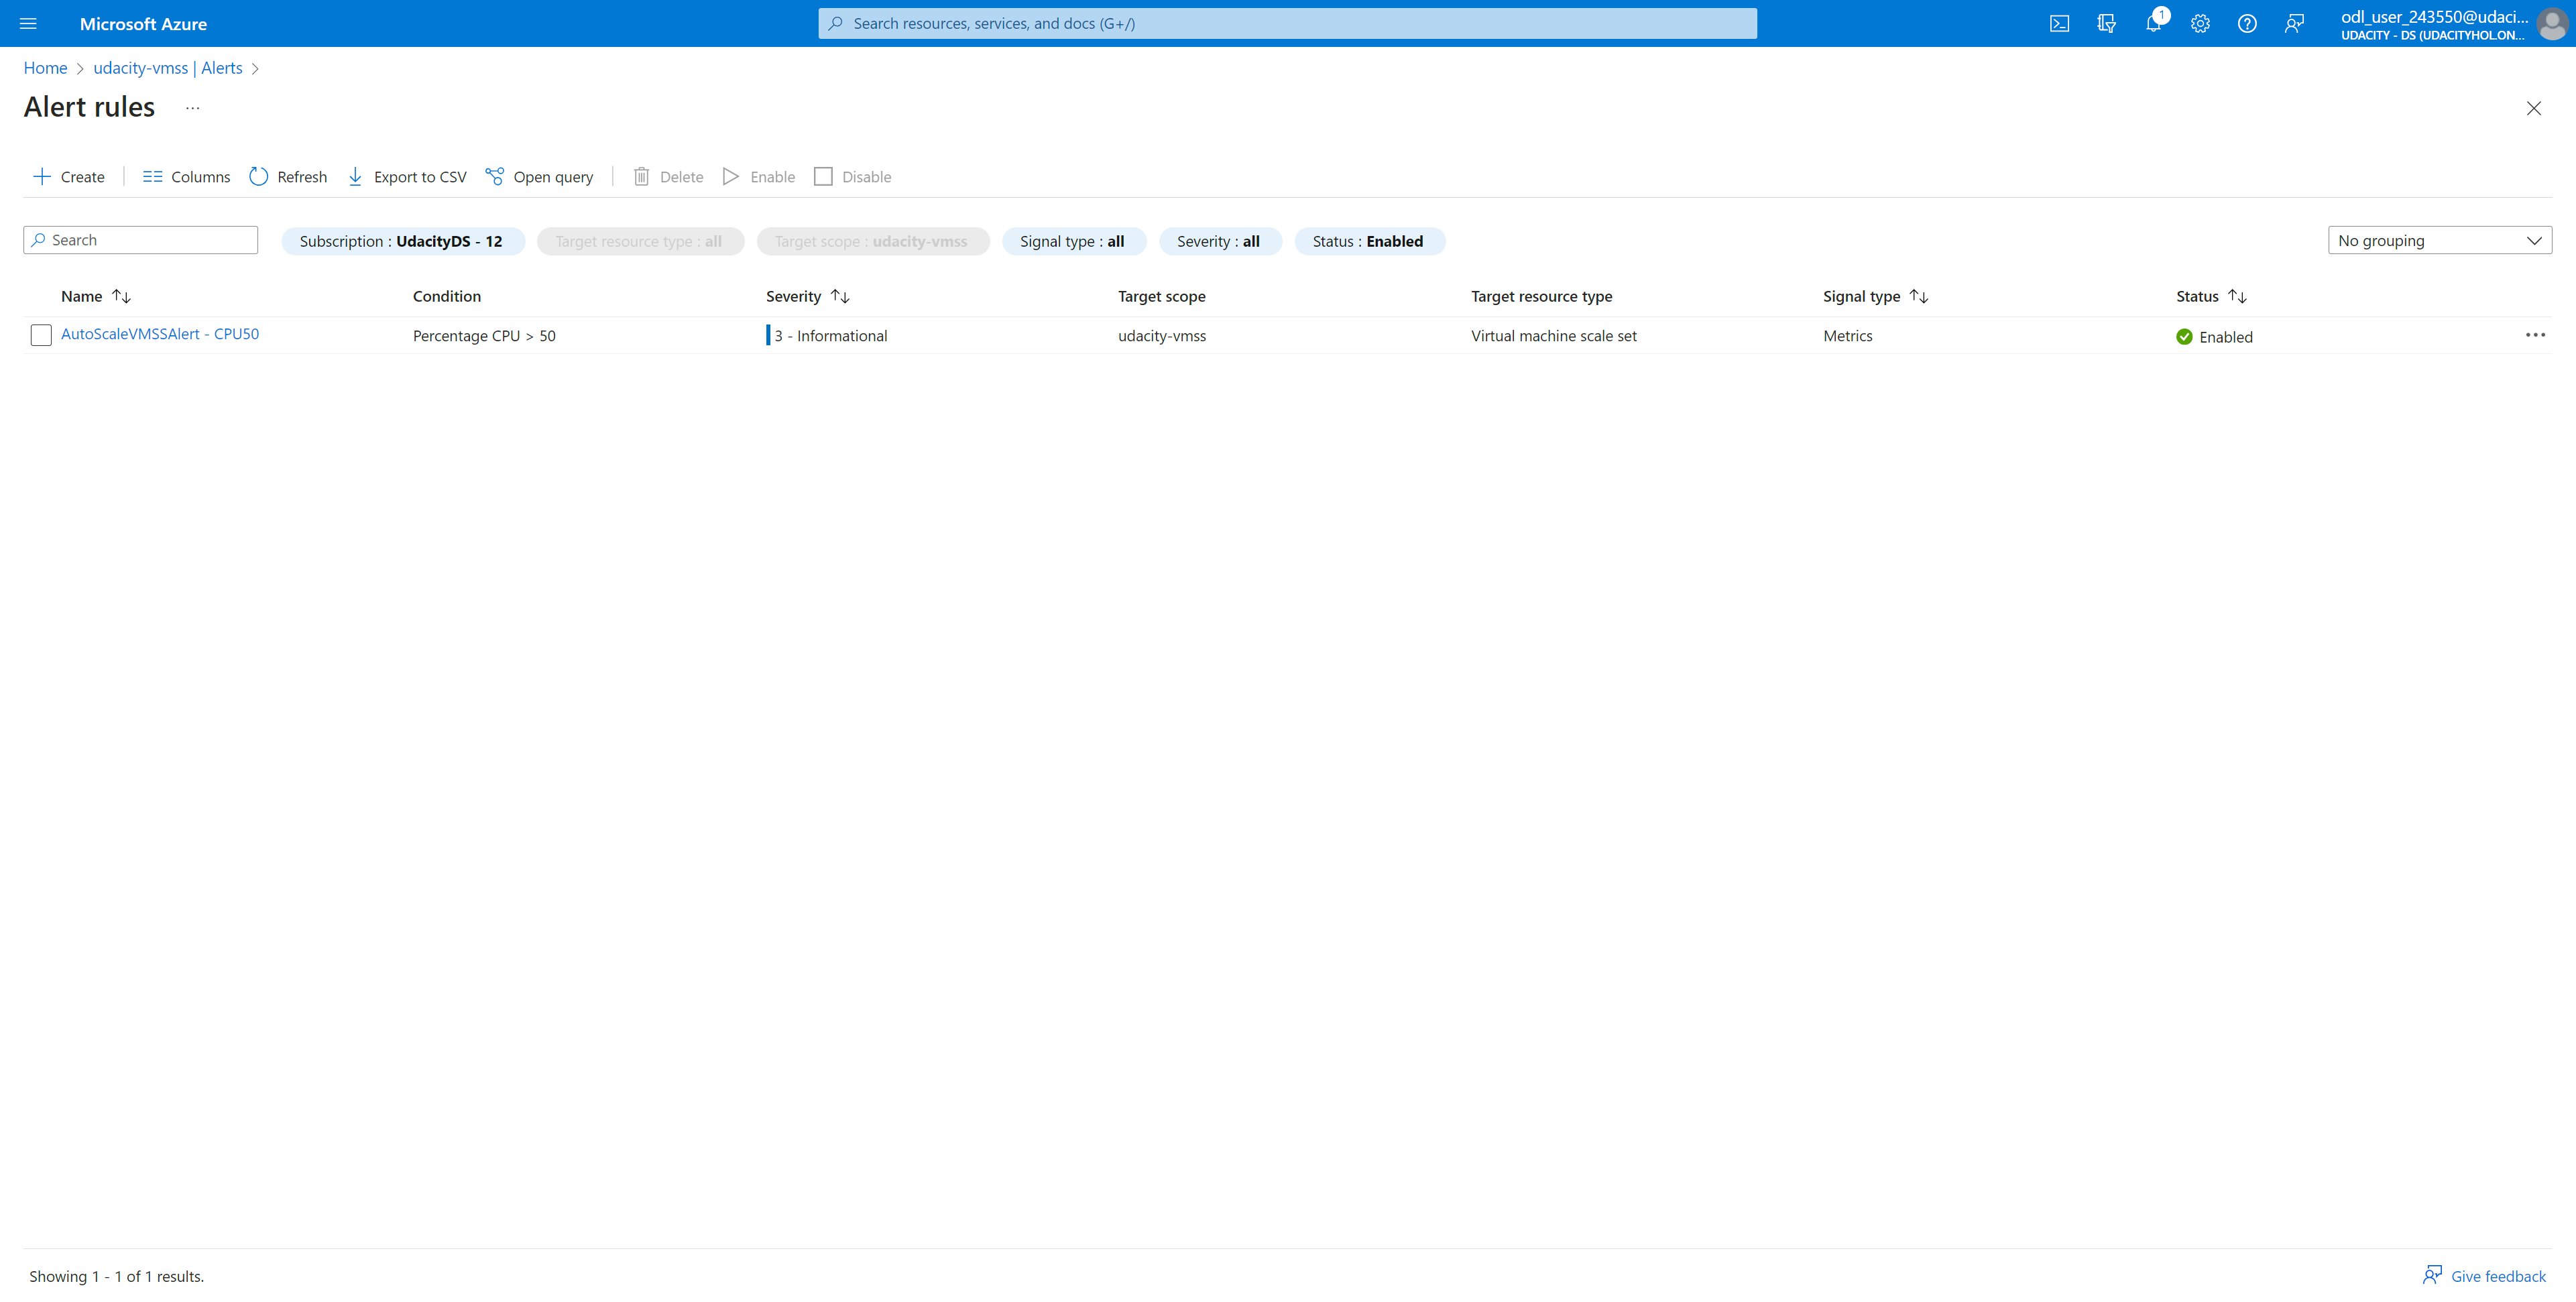 Microsoft Azure
Search resources, services, and docs (G+/)
1
odl_user_243550@udaci...
UDACITY - DS (UDACITYHOL.ON...
Home > udacity-vmss | Alerts >
Alert rules ...
Create Columns Refresh Export to CSV Open query Delete Enable Disable
Search Subscription : UdacityDS - 12 Target resource type : all Target scope : udacity-vmss Signal type : all Severity : all Status : Enabled No grouping
Name Condition Severity Target scope Target resource type Signal type Status
AutoScaleVMSSAlert - CPU50 Percentage CPU > 50 3 - Informational udacity-vmss Virtual machine scale set Metrics Enabled
Showing 1 - 1 of 1 results. Give feedback